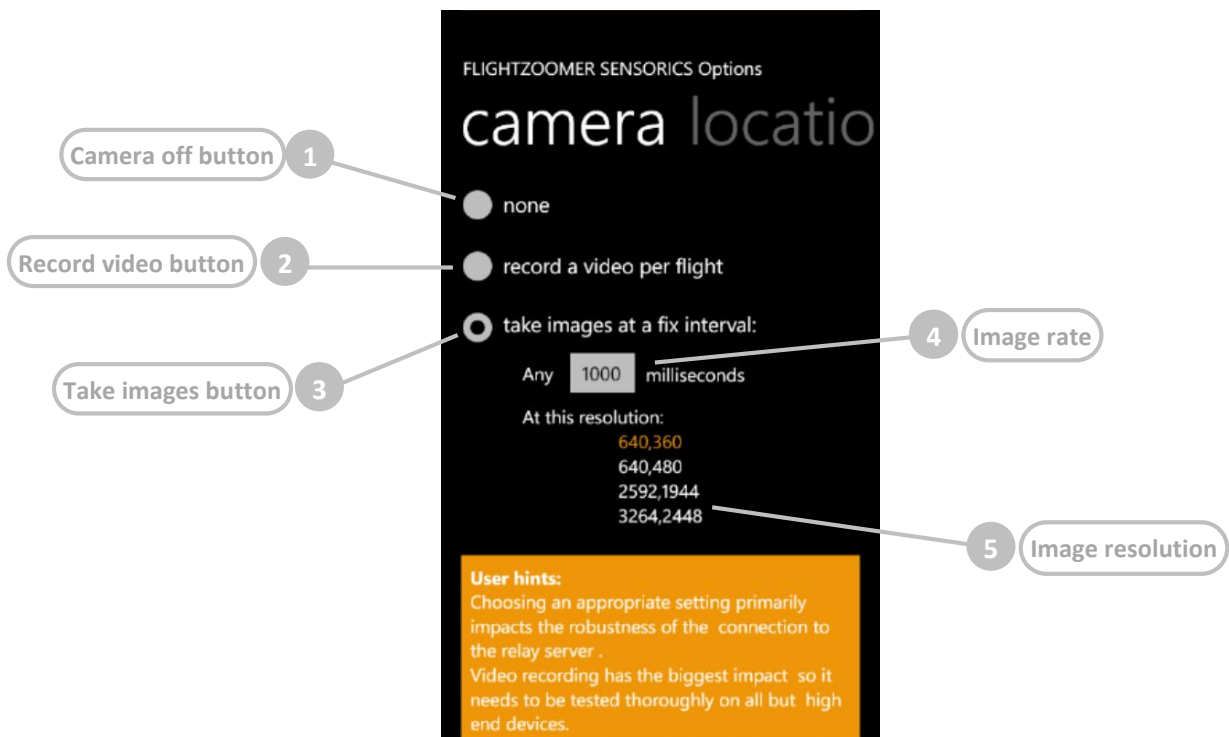 FLIGHTZOOMER SENSORICS Options
camera locatio
Camera off button 1
none
Record video button 2
record a video per flight
take images at a fix interval:
4 Image rate
Any 1000 milliseconds
Take images button 3
At this resolution:
640,360
640,480
2592,1944
3264,2448
5 Image resolution
User hints:
Choosing an appropriate setting primarily
impacts the robustness of the connection to
the relay server .
Video recording has the biggest impact so it
needs to be tested thoroughly on all but high
end devices.